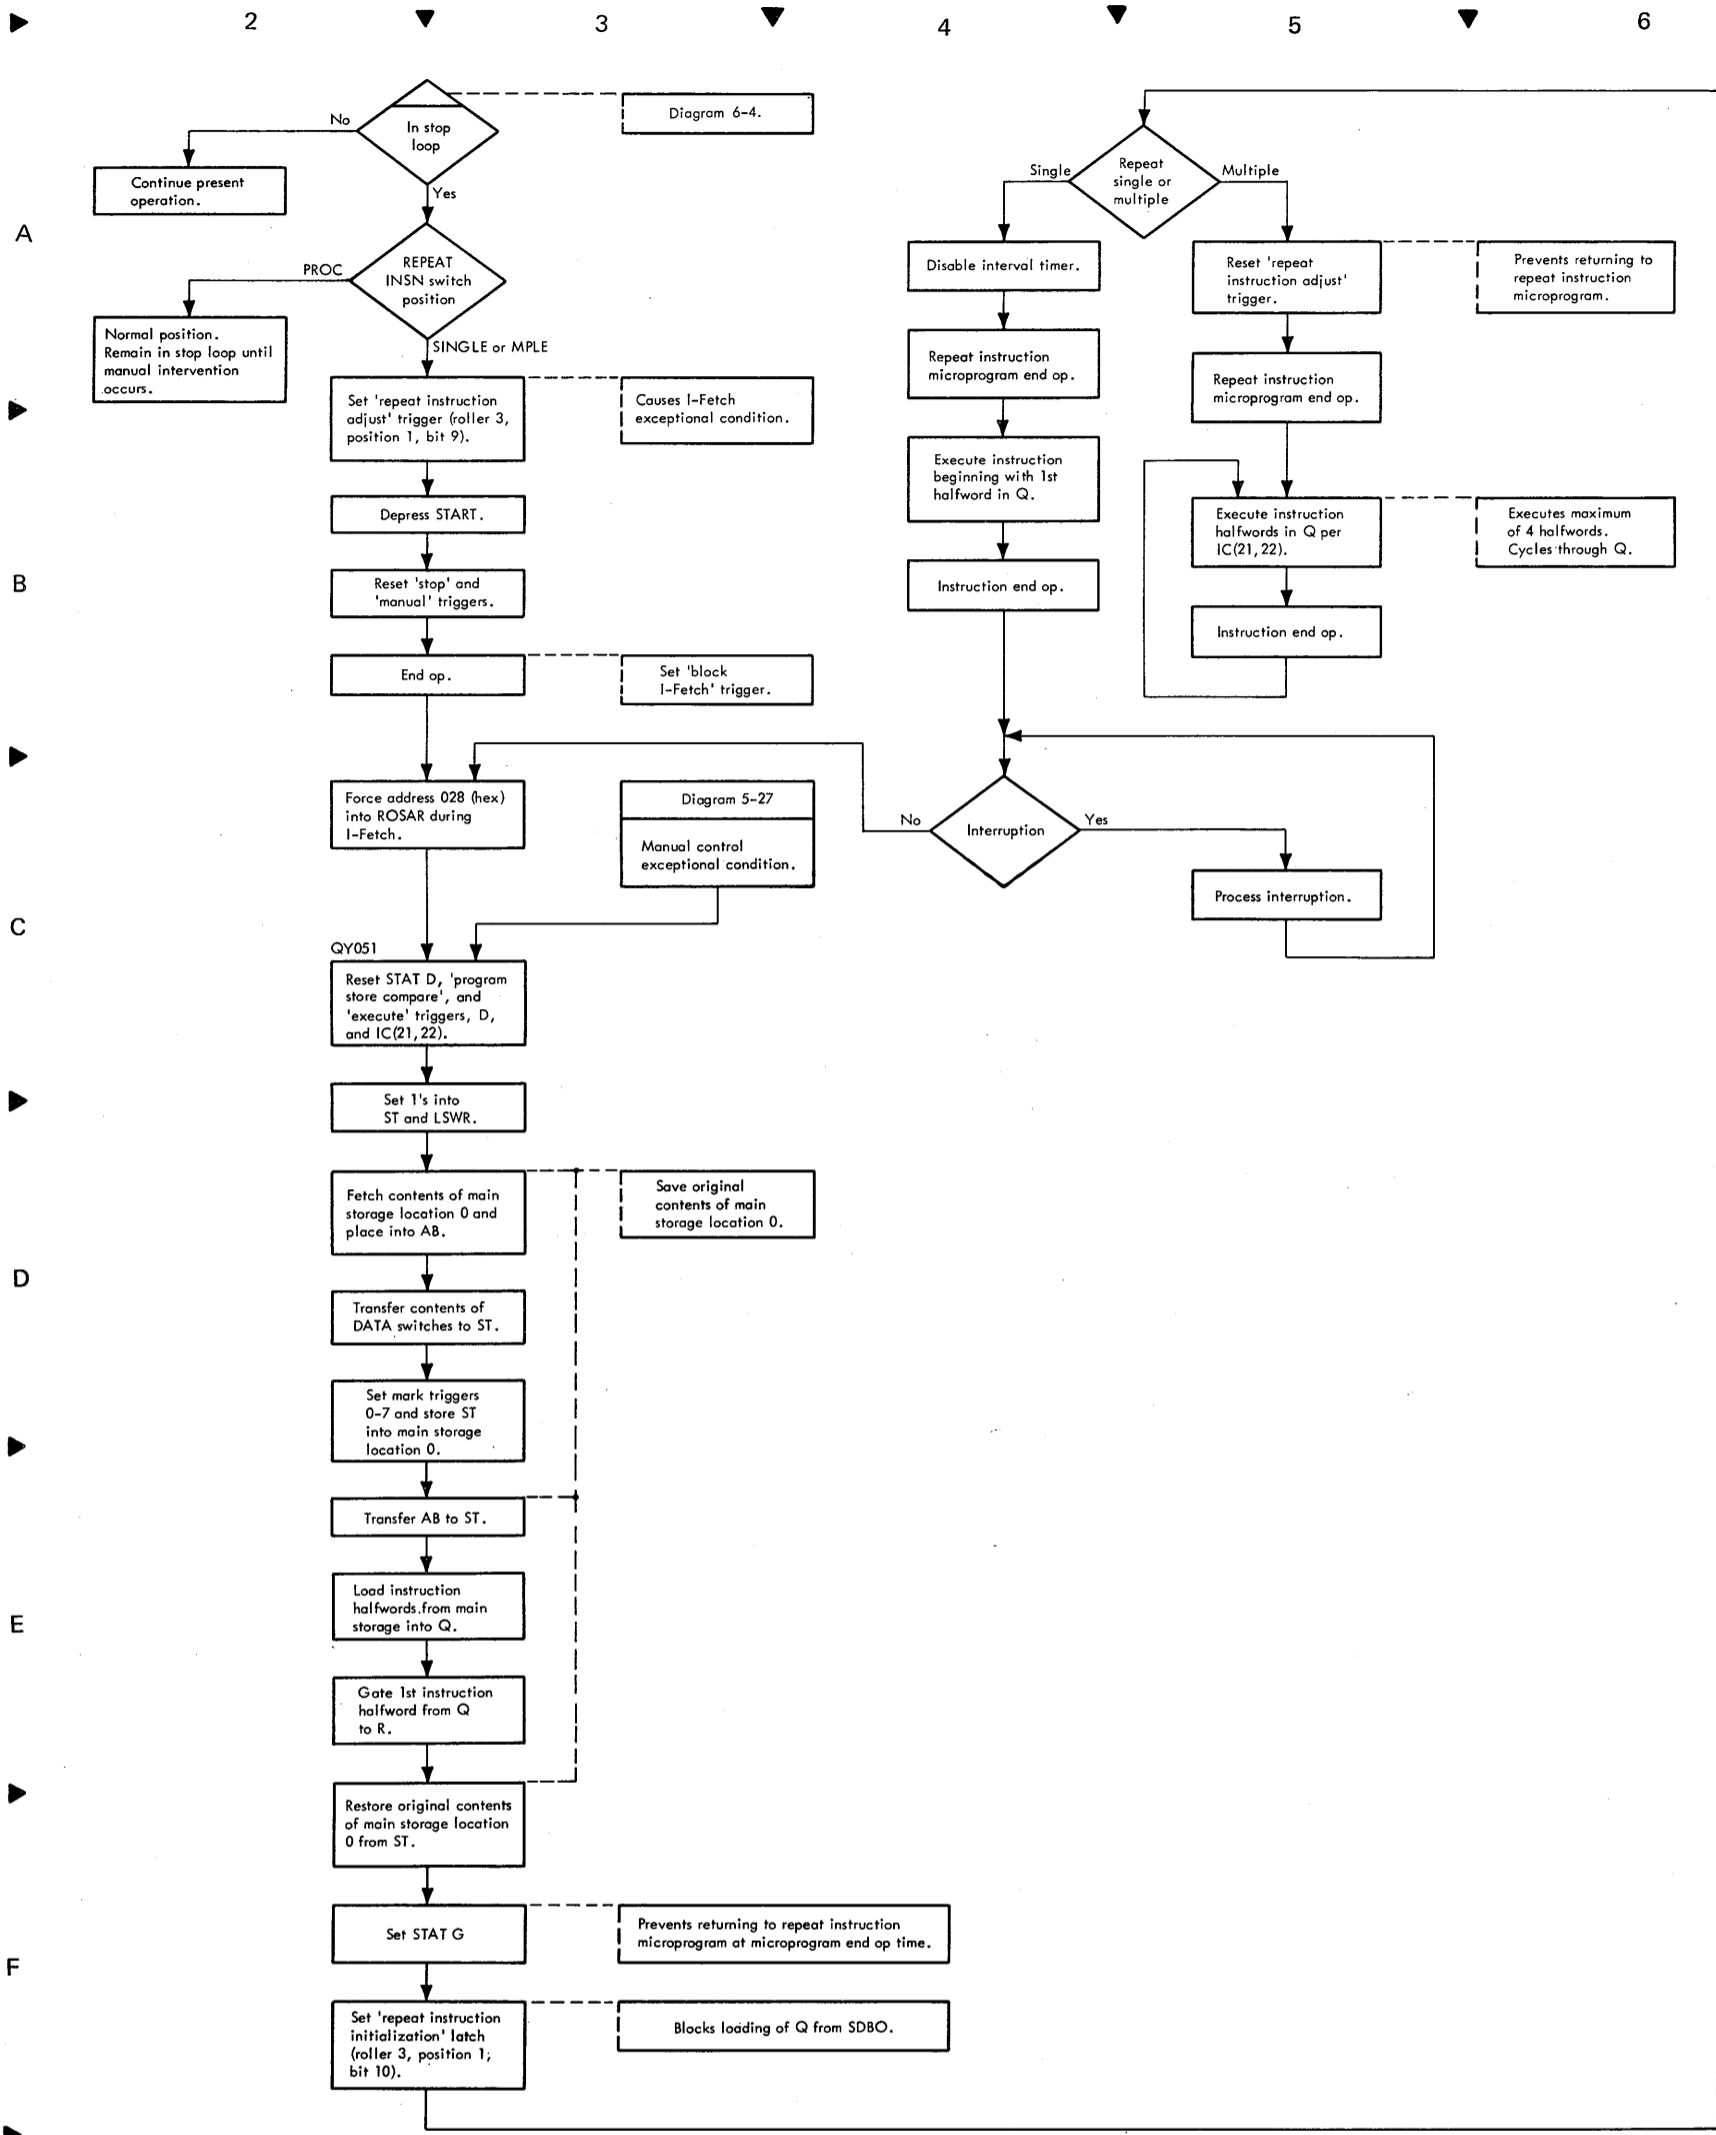 2
3
4
5
6
A
B
C
D
E
F
In stop
loop
No
Yes
Diagram 6-4.
Continue present
operation.
REPEAT
INSN switch
position
PROC
SINGLE or MPLE
Normal position.
Remain in stop loop until
manual intervention
occurs.
Set 'repeat instruction
adjust' trigger (roller 3,
position 1, bit 9).
Causes I-Fetch
exceptional condition.
Depress START.
Reset 'stop' and
'manual' triggers.
End op.
Set 'block
I-Fetch' trigger.
Force address 028 (hex)
into ROSAR during
I-Fetch.
Diagram 5-27
Manual control
exceptional condition.
QY051
Reset STAT D, 'program
store compare', and
'execute' triggers, D,
and IC(21,22).
Set 1's into
ST and LSWR.
Fetch contents of main
storage location 0 and
place into AB.
Save original
contents of main
storage location 0.
Transfer contents of
DATA switches to ST.
Set mark triggers
0-7 and store ST
into main storage
location 0.
Transfer AB to ST.
Load instruction
halfwords from main
storage into Q.
Gate 1st instruction
halfword from Q
to R.
Restore original contents
of main storage location
0 from ST.
Set STAT G
Prevents returning to repeat instruction
microprogram at microprogram end op time.
Set 'repeat instruction
initialization' latch
(roller 3, position 1;
bit 10).
Blocks loading of Q from SDBO.
Repeat
single or
multiple
Single
Multiple
Disable interval timer.
Repeat instruction
microprogram end op.
Execute instruction
beginning with 1st
halfword in Q.
Instruction end op.
Reset 'repeat
instruction adjust'
trigger.
Prevents returning to
repeat instruction
microprogram.
Repeat instruction
microprogram end op.
Execute instruction
halfwords in Q per
IC(21,22).
Executes maximum
of 4 halfwords.
Cycles through Q.
Instruction end op.
Interruption
No
Yes
Process interruption.